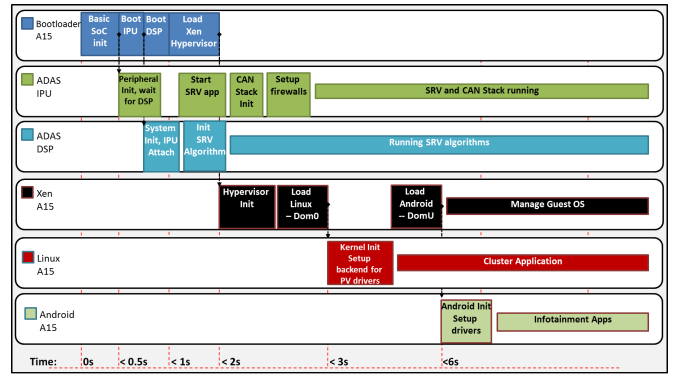 Bootloader
A15
Basic
SoC
init
Boot
IPU
Boot
DSP
Load
Xen
Hypervisor
ADAS
IPU
Peripheral
Init, wait
for DSP
Start
SRV app
CAN
Stack
Init
Setup
firewalls
SRV and CAN Stack running
ADAS
DSP
System
Init, IPU
Attach
Init
SRV
Algorithm
Running SRV algorithms
Xen
A15
Hypervisor
Init
Load
Linux
– Dom0
Load
Android
-- DomU
Manage Guest OS
Linux
A15
Kernel Init
Setup
backend for
PV drivers
Cluster Application
Android
A15
Android Init
Setup
drivers
Infotainment Apps
Time: 0s < 0.5s < 1s < 2s < 3s <6s